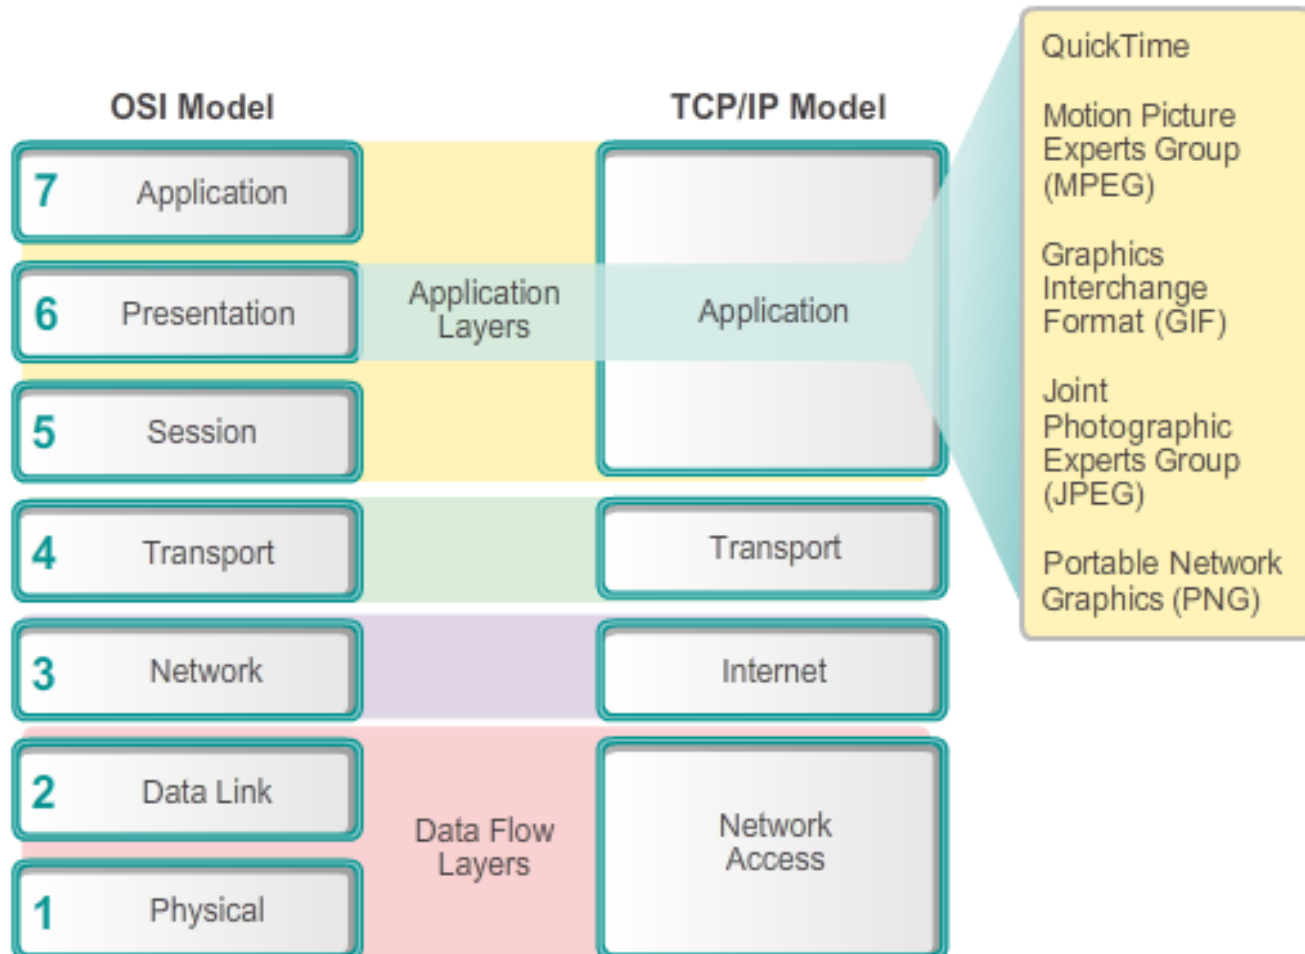 OSI Model
TCP/IP Model
7
Application
6
Presentation
5
Session
4
Transport
3
Network
2
Data Link
1
Physical
Application
Layers
Data Flow
Layers
Application
Transport
Internet
Network
Access
QuickTime
Motion Picture
Experts Group
(MPEG)
Graphics
Interchange
Format (GIF)
Joint
Photographic
Experts Group
(JPEG)
Portable Network
Graphics (PNG)